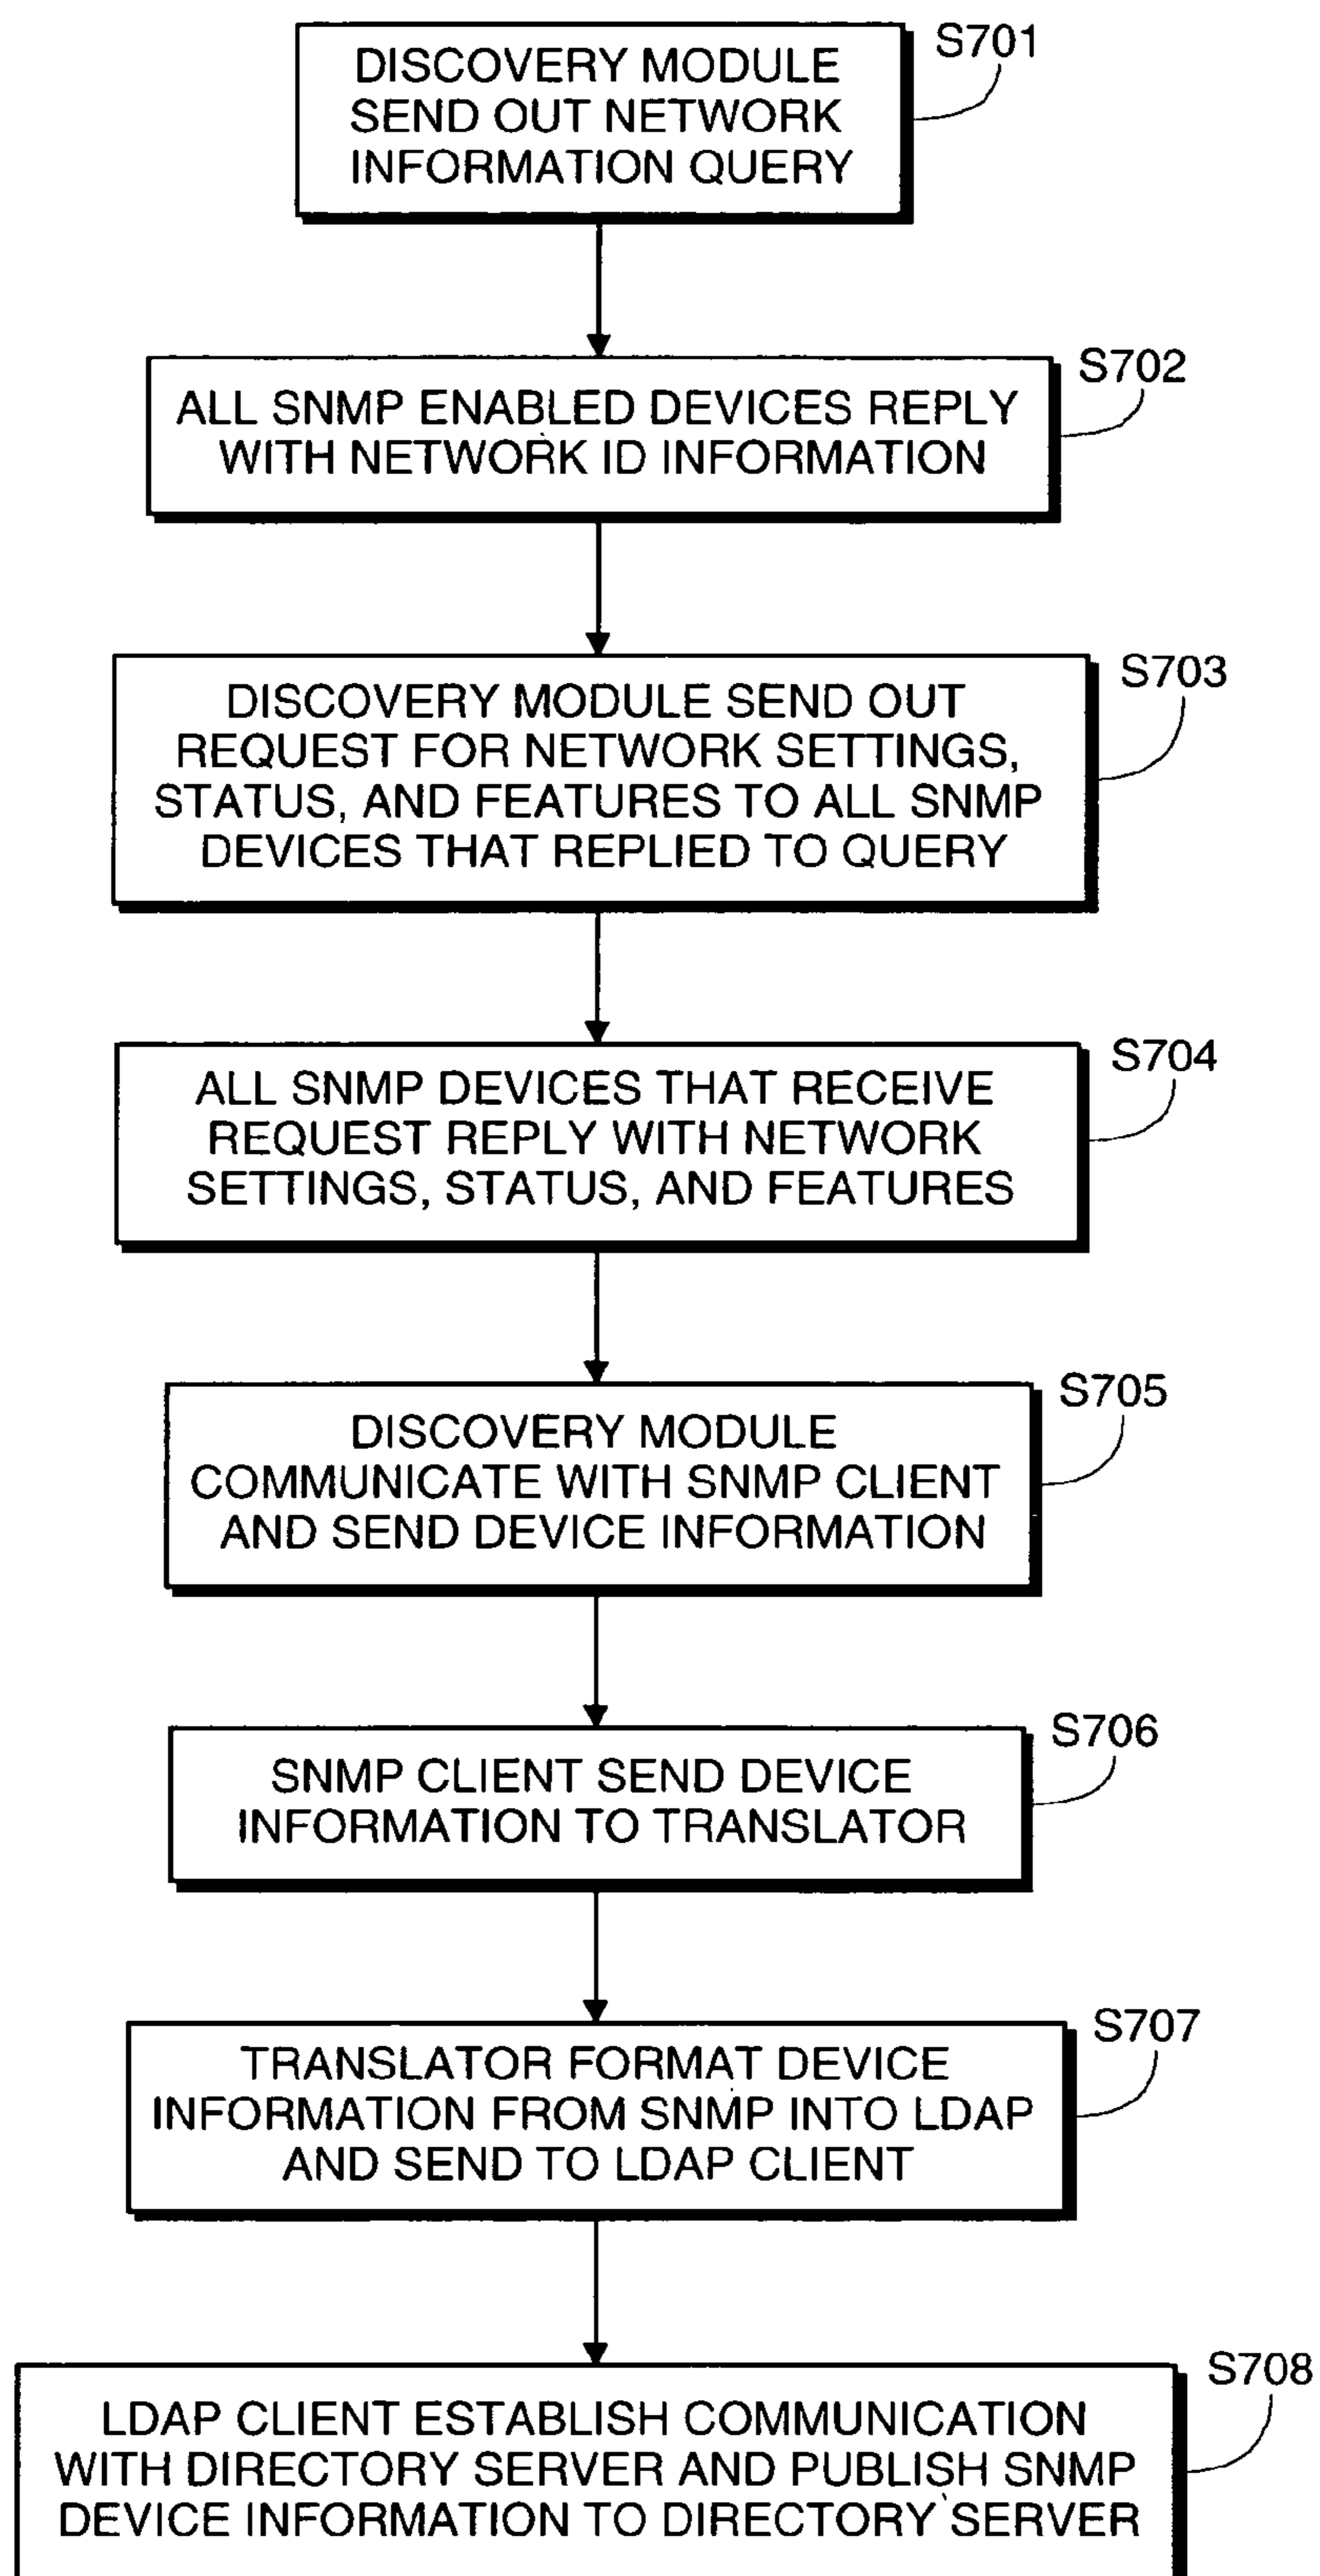 DISCOVERY MODULE
SEND OUT NETWORK
INFORMATION QUERY
S701
ALL SNMP ENABLED DEVICES REPLY
WITH NETWORK ID INFORMATION
S702
DISCOVERY MODULE SEND OUT
REQUEST FOR NETWORK SETTINGS,
STATUS, AND FEATURES TO ALL SNMP
DEVICES THAT REPLIED TO QUERY
S703
ALL SNMP DEVICES THAT RECEIVE
REQUEST REPLY WITH NETWORK
SETTINGS, STATUS, AND FEATURES
S704
DISCOVERY MODULE
COMMUNICATE WITH SNMP CLIENT
AND SEND DEVICE INFORMATION
S705
SNMP CLIENT SEND DEVICE
INFORMATION TO TRANSLATOR
S706
TRANSLATOR FORMAT DEVICE
INFORMATION FROM SNMP INTO LDAP
AND SEND TO LDAP CLIENT
S707
LDAP CLIENT ESTABLISH COMMUNICATION
WITH DIRECTORY SERVER AND PUBLISH SNMP
DEVICE INFORMATION TO DIRECTORY SERVER
S708